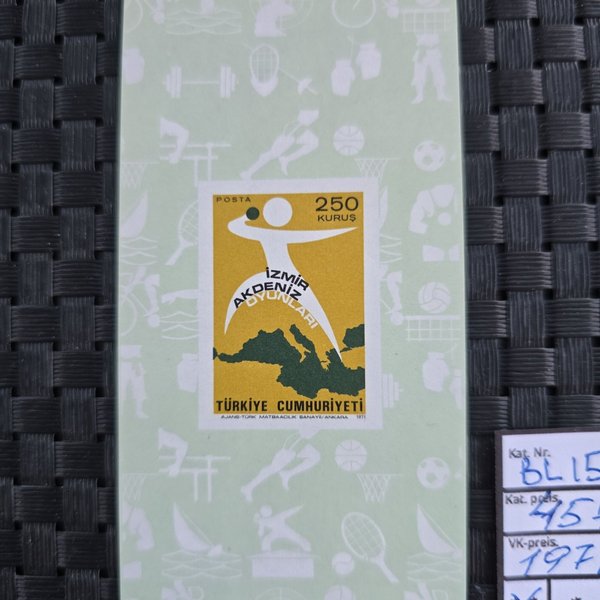 POSTA
250
KURUŞ
İZMİR
AKDENİZ
OYUNLARI
TÜRKİYE CUMHURİYETİ
AJANS-TÜRK MATBAACILIK SANAYİ/ANKARA 1971
Kat. Nr.
BL15
Kat. preis.
45
VK-preis.
197